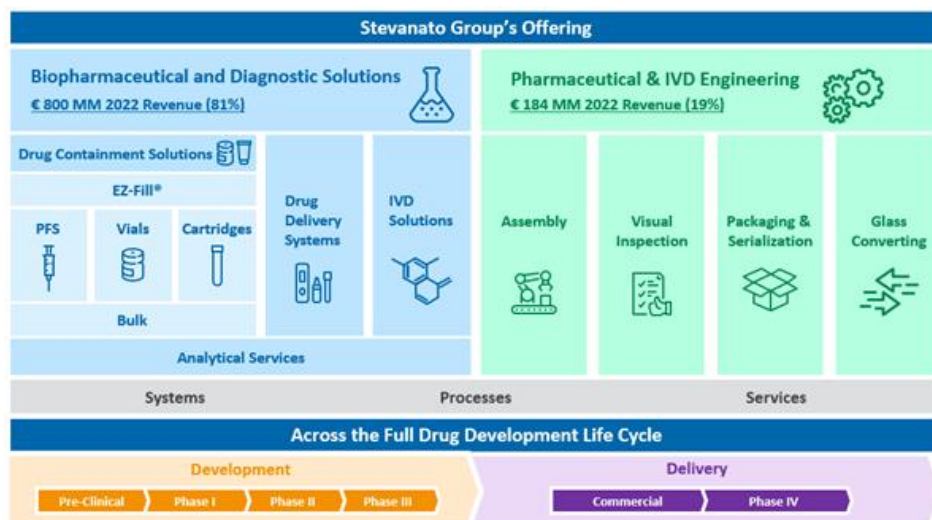 Stevanato Group's Offering
Biopharmaceutical and Diagnostic Solutions
€ 800 MM 2022 Revenue (81%)
Pharmaceutical & IVD Engineering
€ 184 MM 2022 Revenue (19%)
Drug Containment Solutions
EZ-Fill®
PFS
Vials
Cartridges
Bulk
Drug
Delivery
Systems
IVD
Solutions
Analytical Services
Assembly
Visual
Inspection
Packaging &
Serialization
Glass
Converting
Systems
Processes
Services
Across the Full Drug Development Life Cycle
Development
Pre-Clinical
Phase I
Phase II
Phase III
Delivery
Commercial
Phase IV